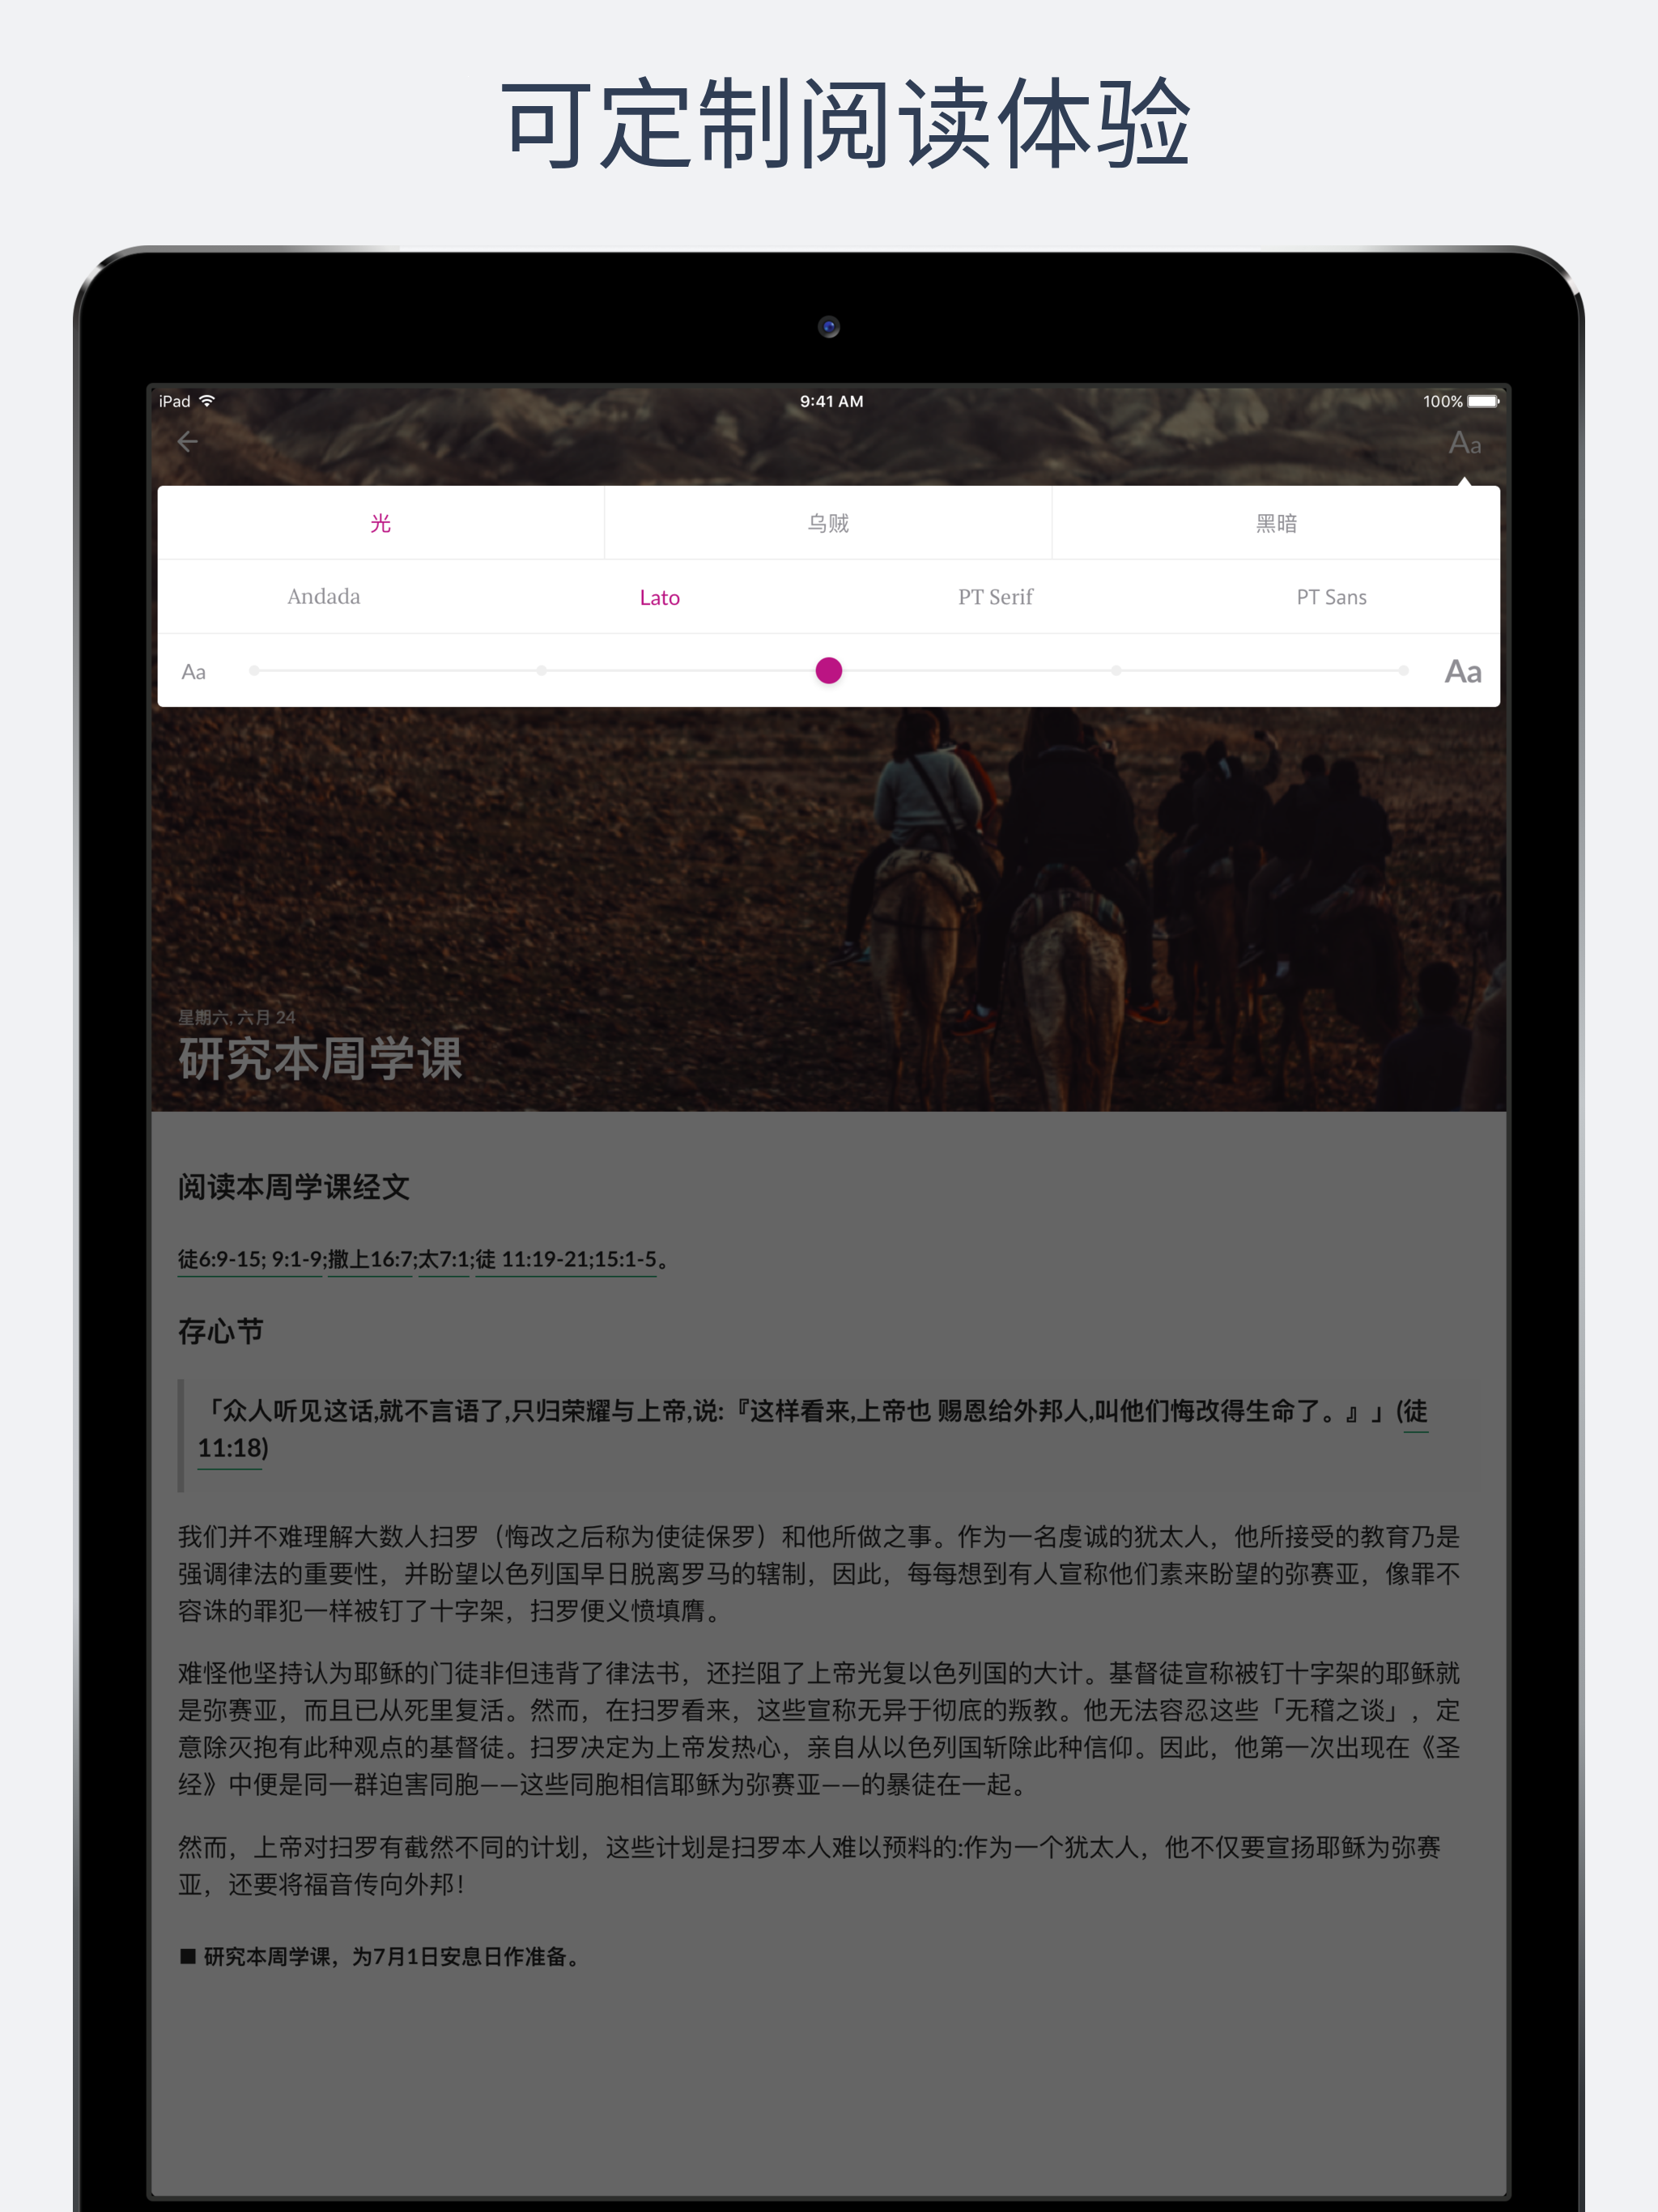 可定制阅读体验
iPad 9:41 AM 100%
Aa
光 乌贼 黑暗
Andada Lato PT Serif PT Sans
Aa Aa
星期六, 六月 24
研究本周学课
阅读本周学课经文
徒6:9-15; 9:1-9;撒上16:7;太7:1;徒 11:19-21;15:1-5。
存心节
「众人听见这话,就不言语了,只归荣耀与上帝,说:『这样看来,上帝也 赐恩给外邦人,叫他们悔改得生命了。』」(徒
11:18)
我们并不难理解大数人扫罗（悔改之后称为使徒保罗）和他所做之事。作为一名虔诚的犹太人，他所接受的教育乃是
强调律法的重要性，并盼望以色列国早日脱离罗马的辖制，因此，每每想到有人宣称他们素来盼望的弥赛亚，像罪不
容诛的罪犯一样被钉了十字架，扫罗便义愤填膺。
难怪他坚持认为耶稣的门徒非但违背了律法书，还拦阻了上帝光复以色列国的大计。基督徒宣称被钉十字架的耶稣就
是弥赛亚，而且已从死里复活。然而，在扫罗看来，这些宣称无异于彻底的叛教。他无法容忍这些「无稽之谈」，定
意除灭抱有此种观点的基督徒。扫罗决定为上帝发热心，亲自从以色列国斩除此种信仰。因此，他第一次出现在《圣
经》中便是同一群迫害同胞——这些同胞相信耶稣为弥赛亚——的暴徒在一起。
然而，上帝对扫罗有截然不同的计划，这些计划是扫罗本人难以预料的:作为一个犹太人，他不仅要宣扬耶稣为弥赛
亚，还要将福音传向外邦！
■ 研究本周学课，为7月1日安息日作准备。